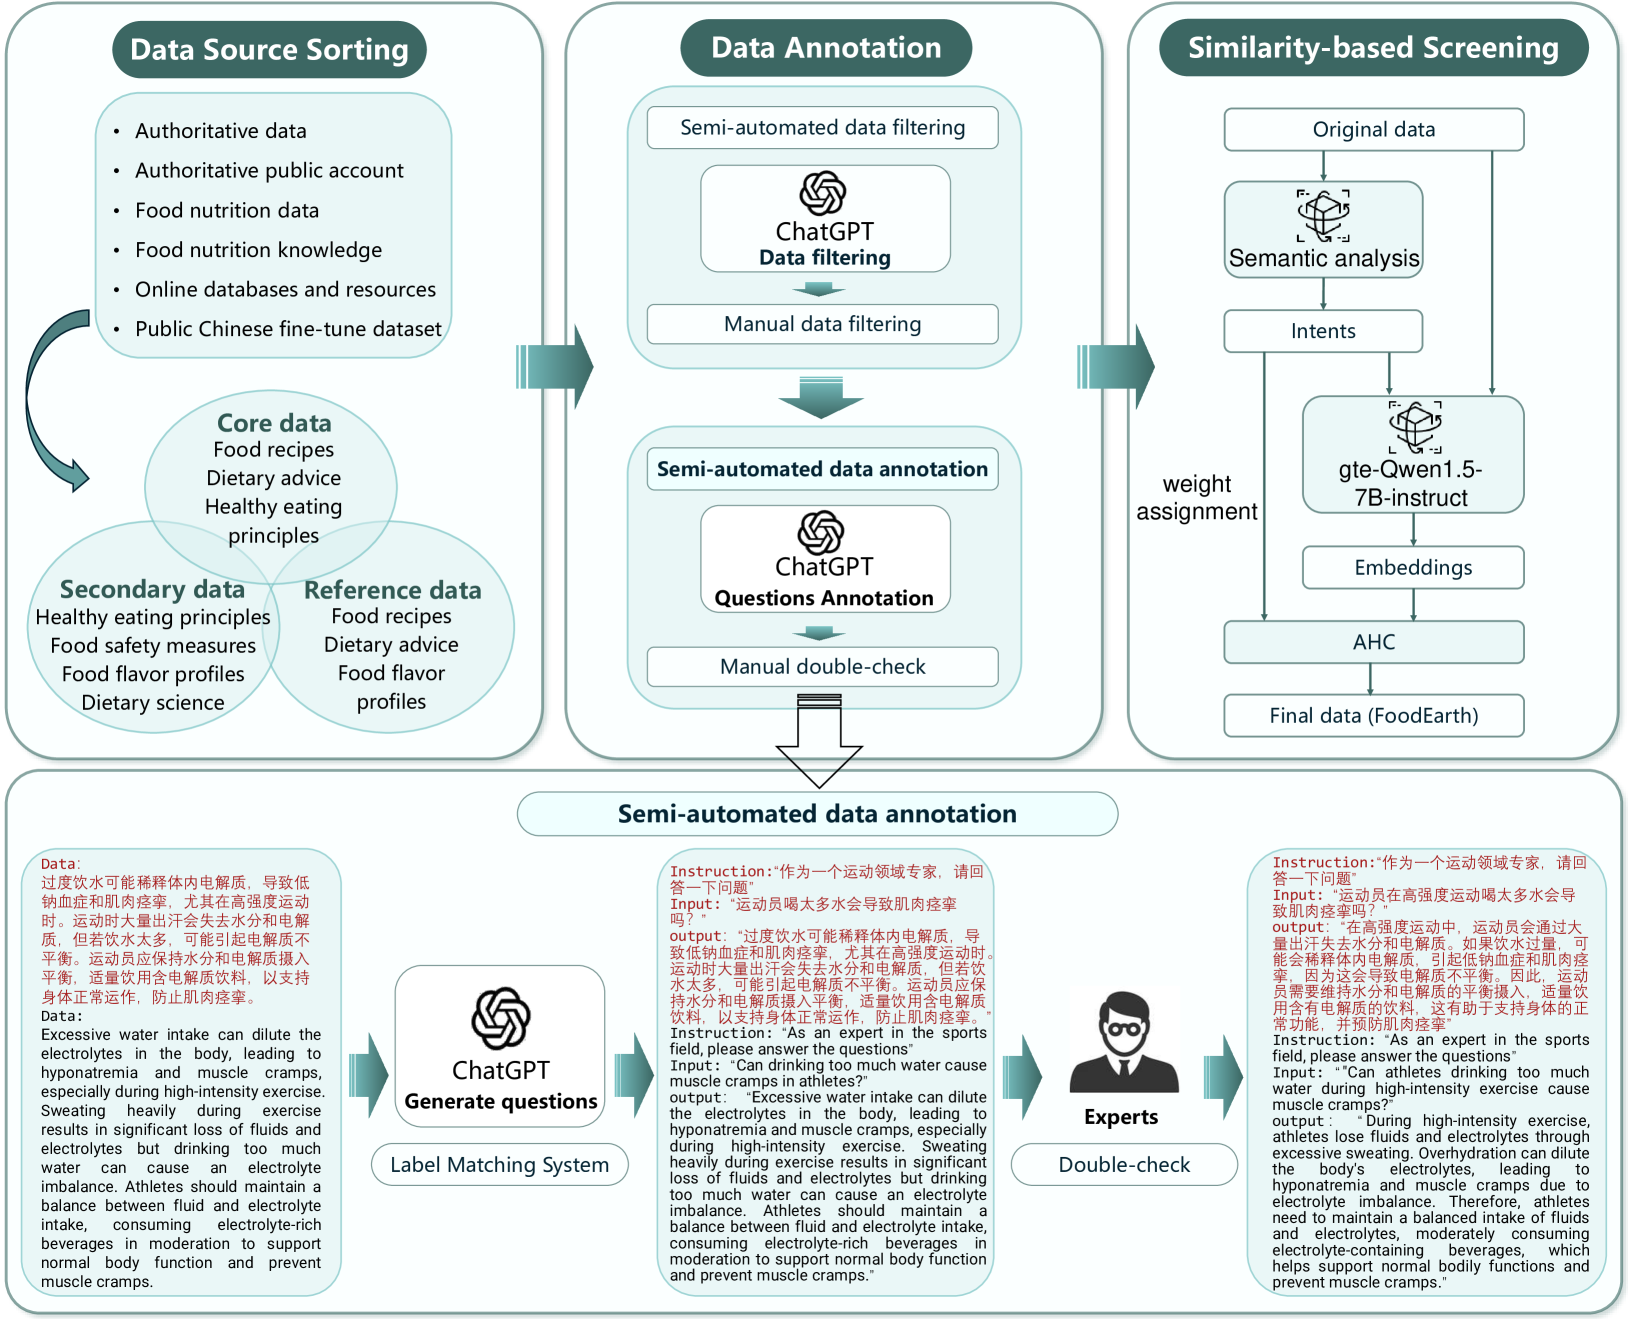 Data Source Sorting
• Authoritative data
• Authoritative public account
• Food nutrition data
• Food nutrition knowledge
• Online databases and resources
• Public Chinese fine-tune dataset
Core data
Food recipes
Dietary advice
Healthy eating
principles
Secondary data
Healthy eating principles
Food safety measures
Food flavor profiles
Dietary science
Reference data
Food recipes
Dietary advice
Food flavor
profiles
Data Annotation
Semi-automated data filtering
ChatGPT
Data filtering
Manual data filtering
Semi-automated data annotation
ChatGPT
Questions Annotation
Manual double-check
Similarity-based Screening
Original data
Semantic analysis
Intents
weight
assignment
gte-Qwen1.5-
7B-instruct
Embeddings
AHC
Final data (FoodEarth)
Semi-automated data annotation
Data:
过度饮水可能稀释体内电解质，导致低
钠血症和肌肉痉挛，尤其在高强度运动
时。运动时大量出汗会失去水分和电解
质，但若饮水太多，可能引起电解质不
平衡。运动员应保持水分和电解质摄入
平衡，适量饮用含电解质饮料，以支持
身体正常运作，防止肌肉痉挛。
Data:
Excessive water intake can dilute the
electrolytes in the body, leading to
hyponatremia and muscle cramps,
especially during high-intensity exercise.
Sweating heavily during exercise
results in significant loss of fluids and
electrolytes but drinking too much
water can cause an electrolyte
imbalance. Athletes should maintain a
balance between fluid and electrolyte
intake, consuming electrolyte-rich
beverages in moderation to support
normal body function and prevent
muscle cramps.
ChatGPT
Generate questions
Label Matching System
Instruction:“作为一个运动领域专家，请回
答一下问题”
Input: “运动员喝太多水会导致肌肉痉挛
吗？”
output: “过度饮水可能稀释体内电解质，导
致低钠血症和肌肉痉挛，尤其在高强度运动时。
运动时大量出汗会失去水分和电解质，但若饮
水太多，可能引起电解质不平衡。运动员应保
持水分和电解质摄入平衡，适量饮用含电解质
饮料，以支持身体正常运作，防止肌肉痉挛。”
Instruction: “As an expert in the sports
field, please answer the questions”
Input: “Can drinking too much water cause
muscle cramps in athletes?”
output: “Excessive water intake can dilute
the electrolytes in the body, leading to
hyponatremia and muscle cramps, especially
during high-intensity exercise. Sweating
heavily during exercise results in significant
loss of fluids and electrolytes but drinking
too much water can cause an electrolyte
imbalance. Athletes should maintain a
balance between fluid and electrolyte intake,
consuming electrolyte-rich beverages in
moderation to support normal body function
and prevent muscle cramps.”
Experts
Double-check
Instruction:“作为一个运动领域专家，请回
答一下问题”
Input: “运动员在高强度运动喝太多水会导
致肌肉痉挛吗？”
output: “在高强度运动中，运动员会通过大
量出汗失去水分和电解质。如果饮水过量，可
能会稀释体内电解质，引起低钠血症和肌肉痉
挛，因为这会导致电解质不平衡。因此，运动
员需要维持水分和电解质的平衡摄入，适量饮
用含有电解质的饮料，这有助于支持身体的正
常功能，并预防肌肉痉挛”
Instruction: “As an expert in the sports
field, please answer the questions”
Input: “"Can athletes drinking too much
water during high-intensity exercise cause
muscle cramps?”
output: “During high-intensity exercise,
athletes lose fluids and electrolytes through
excessive sweating. Overhydration can dilute
the body's electrolytes, leading to
hyponatremia and muscle cramps due to
electrolyte imbalance. Therefore, athletes
need to maintain a balanced intake of fluids
and electrolytes, moderately consuming
electrolyte-containing beverages, which
helps support normal bodily functions and
prevent muscle cramps.”